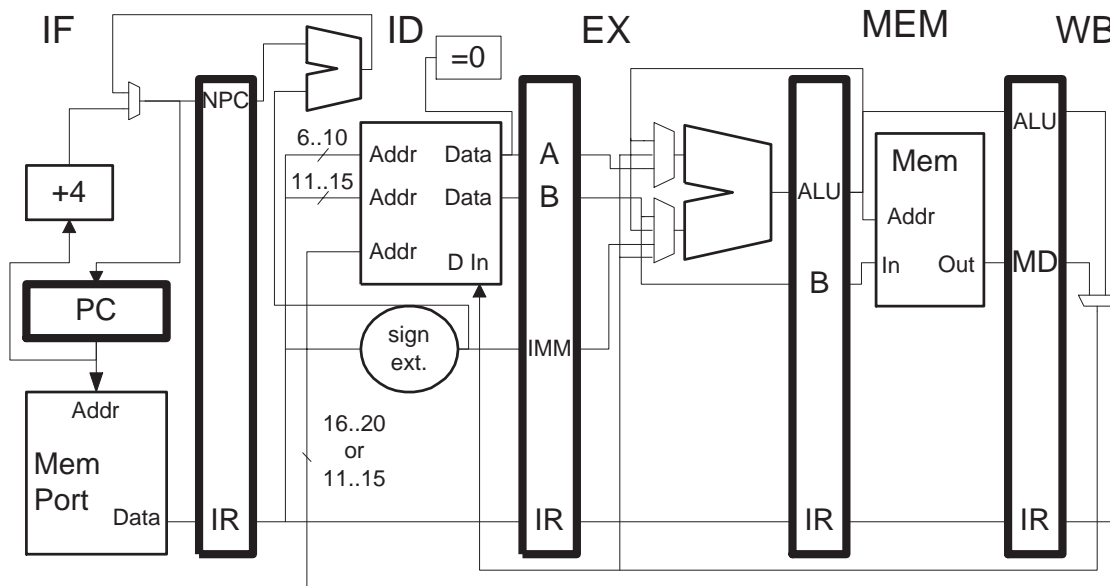 IF
ID
EX
MEM
WB
=0
NPC
+4
PC
Addr
Mem
Port
Data
IR
6..10
11..15
Addr
Data
Addr
Data
Addr
D In
sign
ext.
16..20
or
11..15
A
B
IMM
IR
ALU
B
IR
Mem
Addr
In
Out
ALU
MD
IR